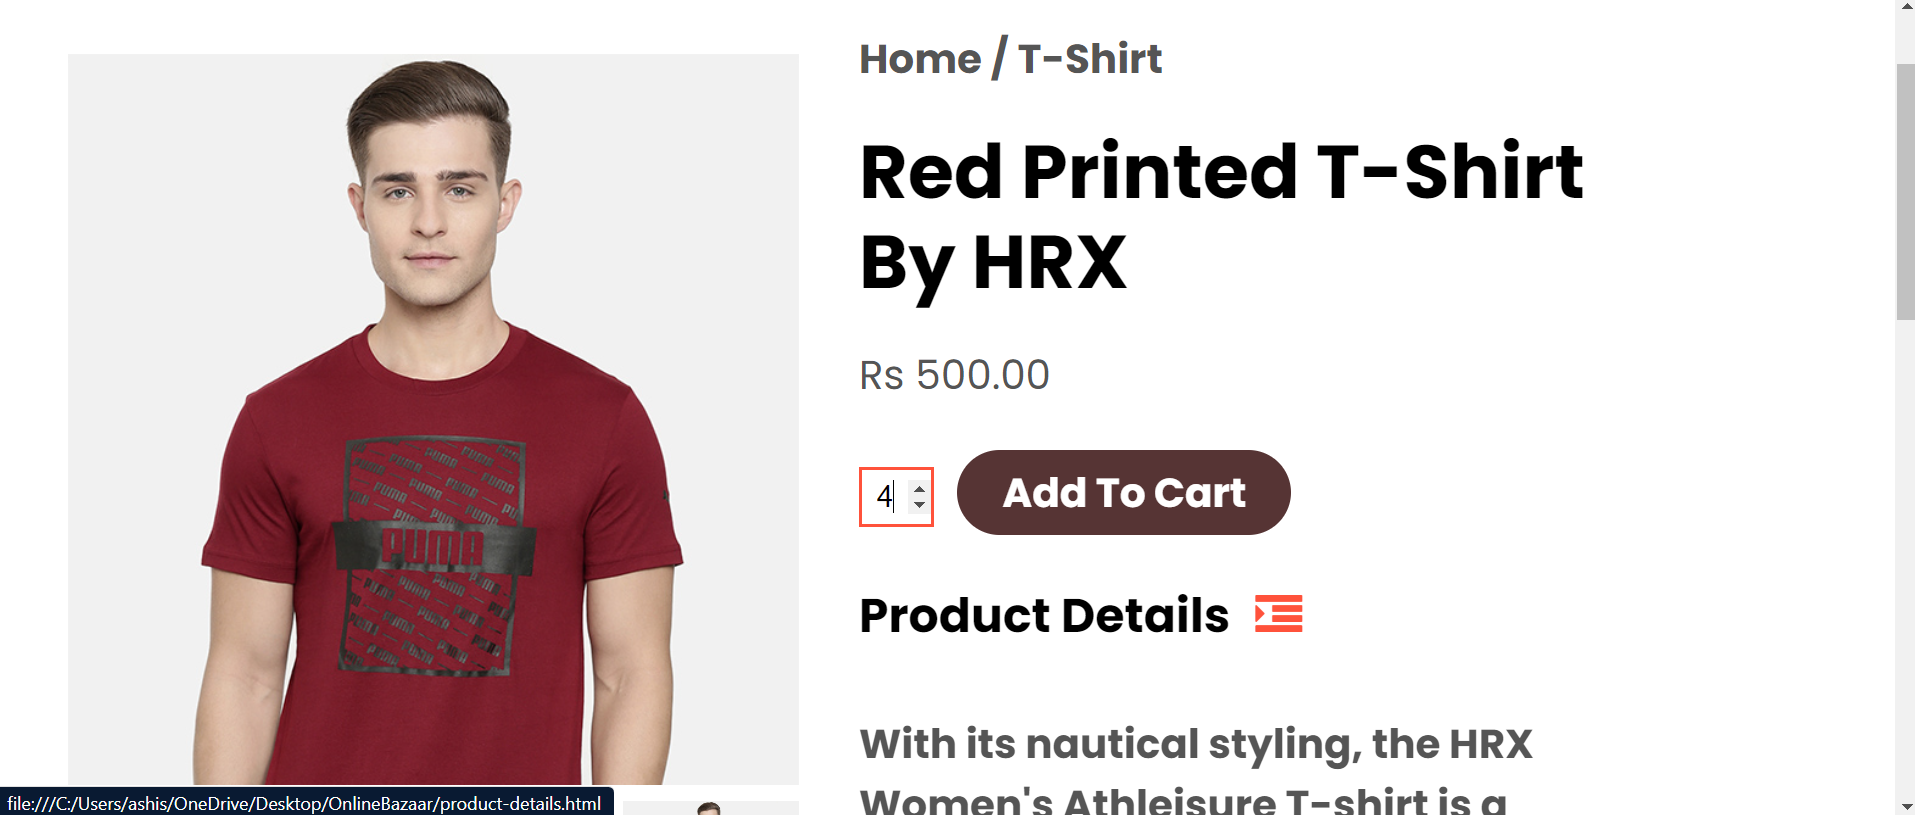 Home / T-Shirt
Red Printed T-Shirt
By HRX
Rs 500.00
4
Add To Cart
Product Details
With its nautical styling, the HRX
Women's Athleisure T-shirt is a
PUMA
file:///C:/Users/ashis/OneDrive/Desktop/OnlineBazaar/product-details.html